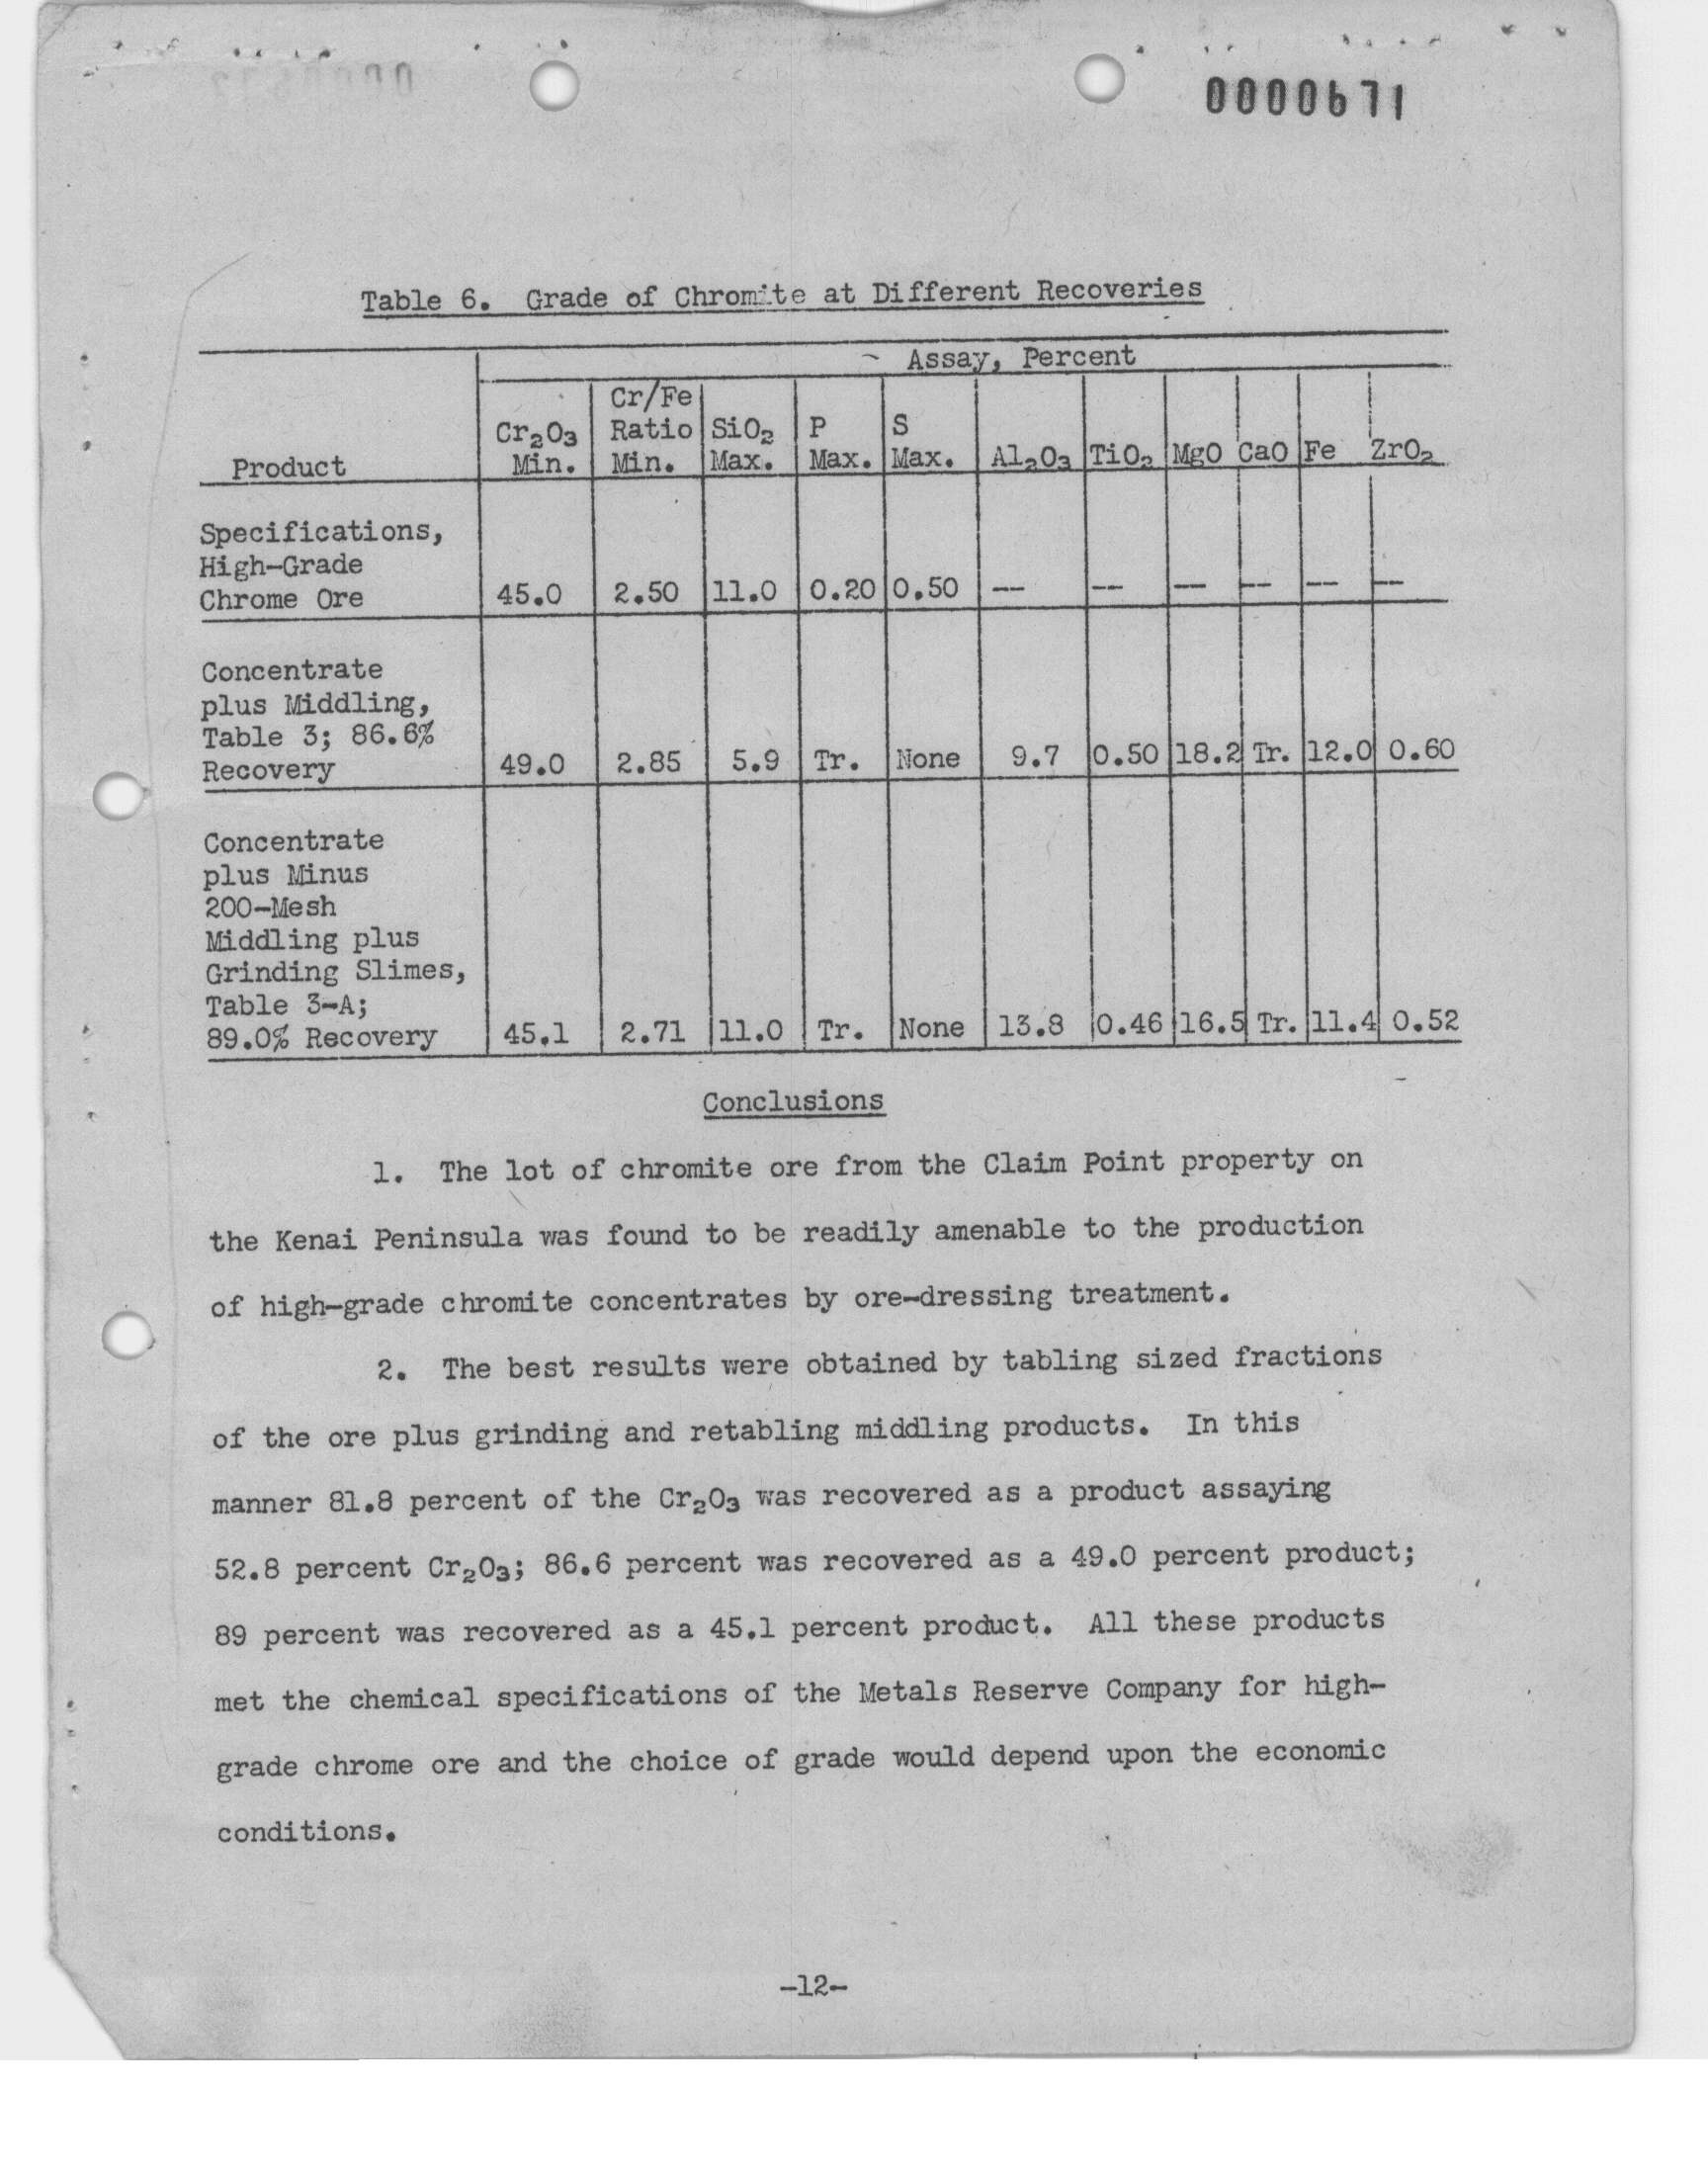 0000671
Table 6. Grade of Chromite at Different Recoveries
Assay, Percent
Product | Cr₂O₃ Min. | Cr/Fe Ratio Min. | SiO₂ Max. | P Max. | S Max. | Al₂O₃ | TiO₂ | MgO | CaO | Fe | ZrO₂
Specifications,
High-Grade
Chrome Ore | 45.0 | 2.50 | 11.0 | 0.20 | 0.50 | -- | -- | -- | -- | -- | --
Concentrate
plus Middling,
Table 3; 86.6%
Recovery | 49.0 | 2.85 | 5.9 | Tr. | None | 9.7 | 0.50 | 18.2 | Tr. | 12.0 | 0.60
Concentrate
plus Minus
200-Mesh
Middling plus
Grinding Slimes,
Table 3-A;
89.0% Recovery | 45.1 | 2.71 | 11.0 | Tr. | None | 13.8 | 0.46 | 16.5 | Tr. | 11.4 | 0.52
Conclusions
1. The lot of chromite ore from the Claim Point property on
the Kenai Peninsula was found to be readily amenable to the production
of high-grade chromite concentrates by ore-dressing treatment.
2. The best results were obtained by tabling sized fractions
of the ore plus grinding and retabling middling products. In this
manner 81.8 percent of the Cr₂O₃ was recovered as a product assaying
52.8 percent Cr₂O₃; 86.6 percent was recovered as a 49.0 percent product;
89 percent was recovered as a 45.1 percent product. All these products
met the chemical specifications of the Metals Reserve Company for high-
grade chrome ore and the choice of grade would depend upon the economic
conditions.
-12-